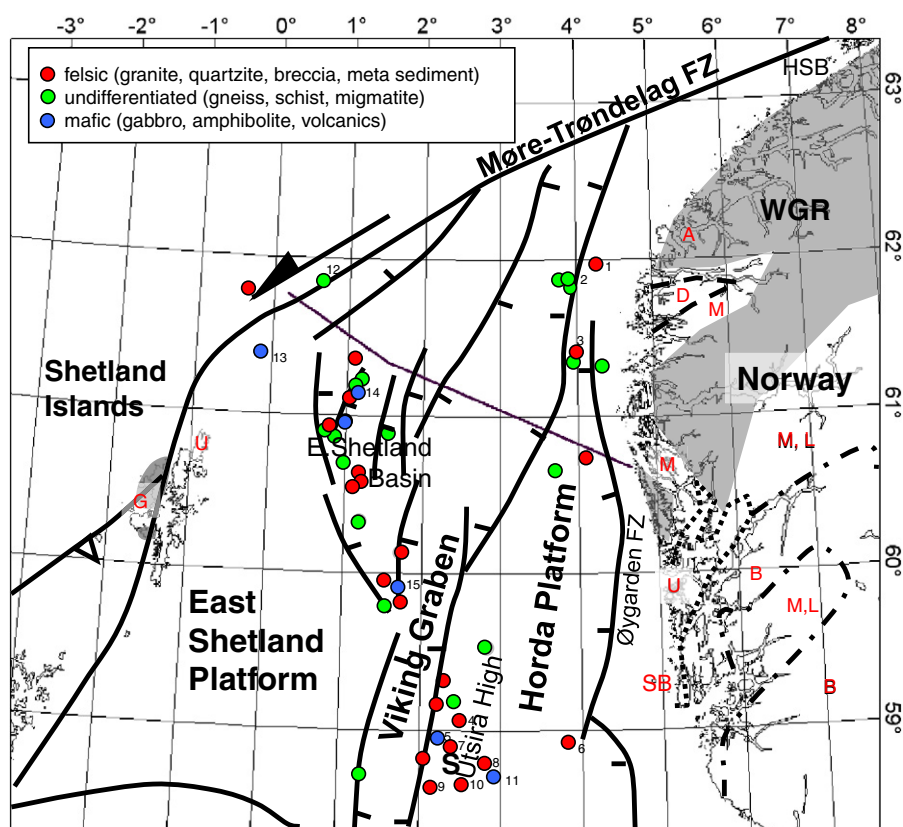 -3° -2° -1° 0° 1° 2° 3° 4° 5° 6° 7° 8°
felsic (granite, quartzite, breccia, meta sediment)
undifferentiated (gneiss, schist, migmatite)
mafic (gabbro, amphibolite, volcanics)
HSB
63°
Møre-Trøndelag FZ
WGR
A
62°
1
12
2
D
M
13
3
Shetland
Islands
Norway
14
61°
U
E.Shetland
Basin
M, L
M
G
Horda Platform
Øygarden FZ
60°
15
U
B
M,L
East
Shetland
Platform
Viking Graben
Utsira High
SB
B
59°
4
5
7
6
S
8
11
9
10